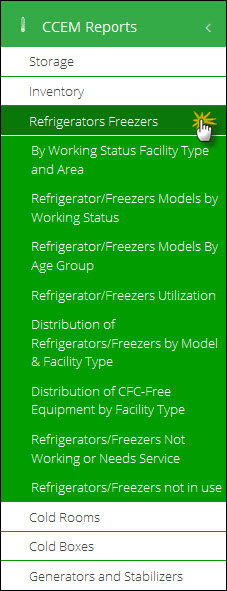 CCEM Reports
Storage
Inventory
Refrigerators Freezers
By Working Status Facility Type
and Area
Refrigerator/Freezers Models by
Working Status
Refrigerator/Freezers Models By
Age Group
Refrigerator/Freezers Utilization
Distribution of
Refrigerators/Freezers by Model
& Facility Type
Distribution of CFC-Free
Equipment by Facility Type
Refrigerators/Freezers Not
Working or Needs Service
Refrigerators/Freezers not in use
Cold Rooms
Cold Boxes
Generators and Stabilizers